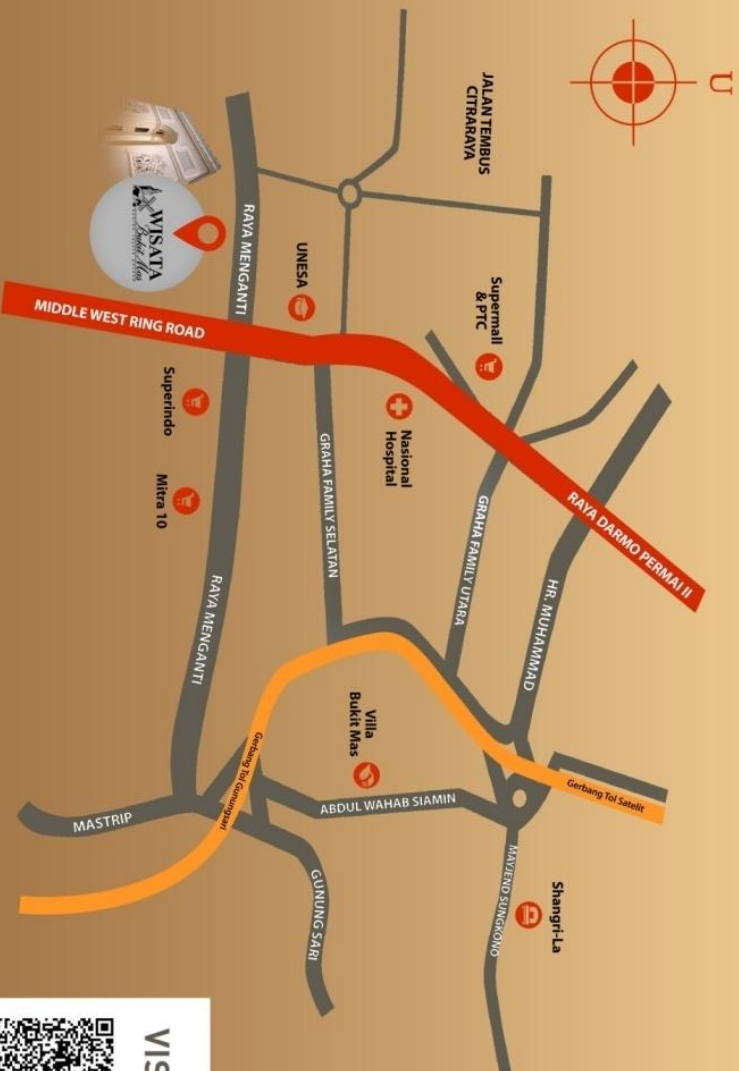 U
JALAN TEMBUS
CITRARAYA
Supermall
& PTC
UNESA
Nasional
Hospital
RAYA DARMO PERMAI II
MIDDLE WEST RING ROAD
RAYA MENGANTI
WISATA
Bukit Mas
Superindo
Mitra 10
RAYA MENGANTI
GRAHA FAMILY SELATAN
GRAHA FAMILY UTARA
HR. MUHAMMAD
Villa
Bukit Mas
Gerbang Tol Satelit
Gerbang Tol Gunungsari
ABDUL WAHAB SIAMIN
MAYJEND SUNGKONO
Shangri-La
MASTRIP
GUNUNG SARI
VIS